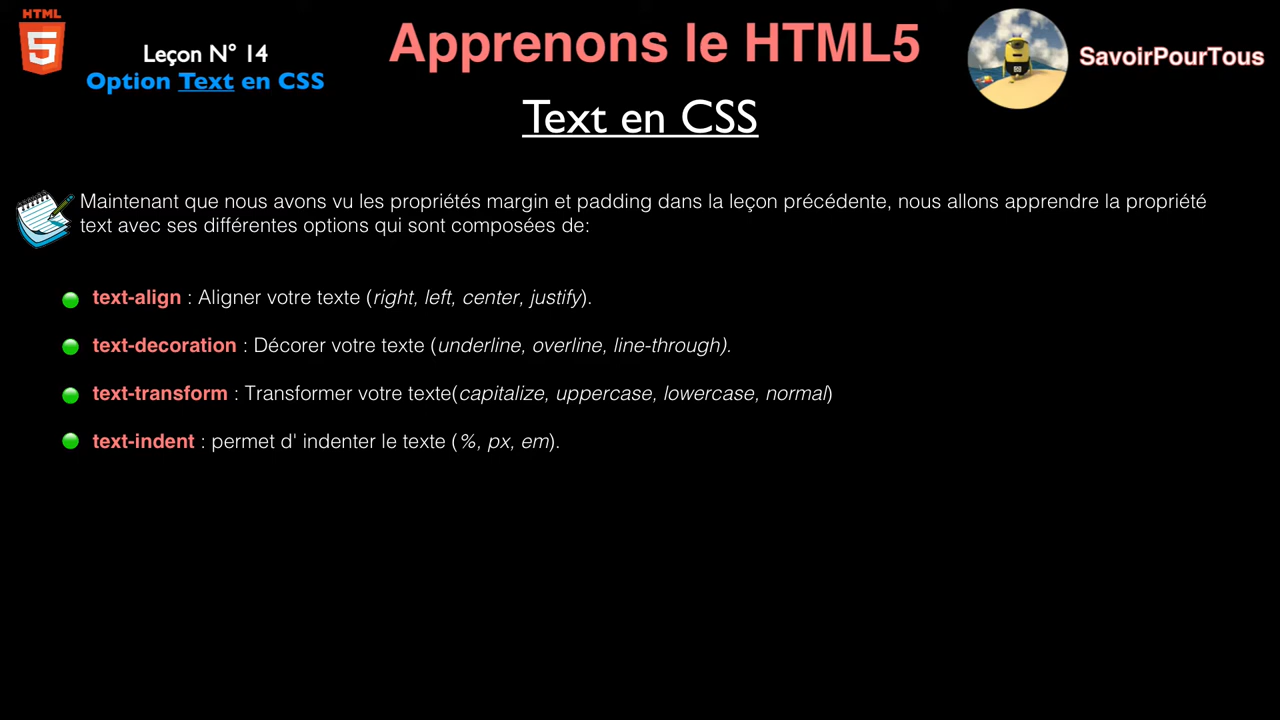 HTML
5
Leçon N° 14
Option Text en CSS
Apprenons le HTML5
SavoirPourTous
Text en CSS
Maintenant que nous avons vu les propriétés margin et padding dans la leçon précédente, nous allons apprendre la propriété
text avec ses différentes options qui sont composées de:
text-align : Aligner votre texte (right, left, center, justify).
text-decoration : Décorer votre texte (underline, overline, line-through).
text-transform : Transformer votre texte(capitalize, uppercase, lowercase, normal)
text-indent : permet d' indenter le texte (%, px, em).